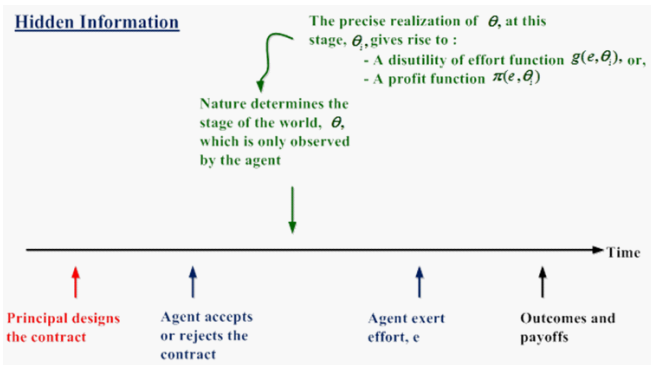 Hidden Information
The precise realization of θ, at this
stage, θᵢ, gives rise to :
- A disutility of effort function g(e,θᵢ), or,
- A profit function π(e,θᵢ)
Nature determines the
stage of the world, θ,
which is only observed
by the agent
Time
Principal designs
the contract
Agent accepts
or rejects the
contract
Agent exert
effort, e
Outcomes and
payoffs